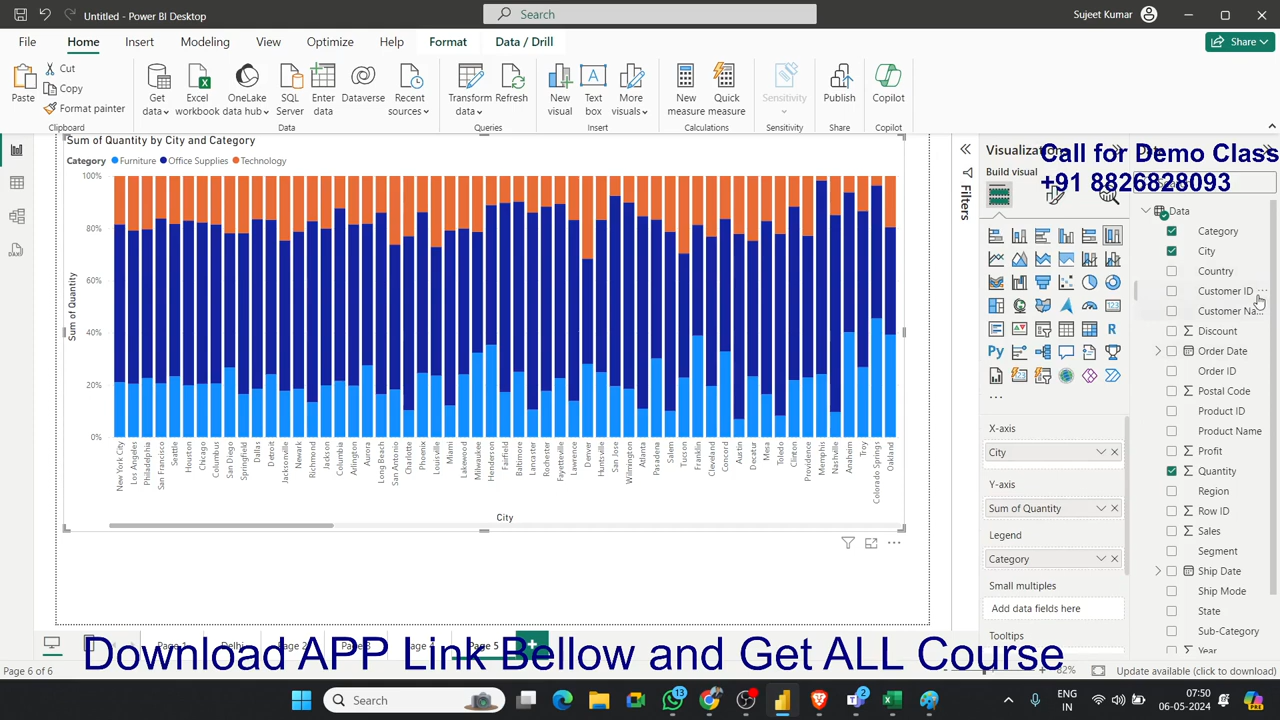 Untitled - Power BI Desktop
Search
Sujeet Kumar
File Home Insert Modeling View Optimize Help Format Data / Drill
Share
Paste
Cut
Copy
Format painter
Get data
Excel workbook
OneLake data hub
SQL Server
Enter data
Dataverse
Recent sources
Transform data
Refresh
New visual
Text box
More visuals
New measure
Quick measure
Sensitivity
Publish
Copilot
Clipboard
Data
Queries
Insert
Calculations
Sensitivity
Share
Copilot
Sum of Quantity by City and Category
Category Furniture Office Supplies Technology
100%
80%
60%
40%
20%
0%
Sum of Quantity
New York City
Los Angeles
Philadelphia
San Francisco
Seattle
Houston
Chicago
Columbus
San Diego
Springfield
Dallas
Detroit
Jacksonville
Newark
Richmond
Jackson
Columbia
Arlington
Aurora
Long Beach
San Antonio
Charlotte
Phoenix
Louisville
Miami
Lakewood
Milwaukee
Henderson
Fairfield
Baltimore
Lancaster
Rochester
Fayetteville
Lawrence
Denver
Huntsville
San Jose
Wilmington
Atlanta
Pasadena
Salem
Tucson
Franklin
Cleveland
Concord
Austin
Decatur
Mesa
Toledo
Clinton
Providence
Memphis
Nashville
Anaheim
Troy
Colorado Springs
Oakland
City
Filters
Build visual
Call for Demo Class
+91 8826828093
R
Py
123
X-axis
City
Y-axis
Sum of Quantity
Legend
Category
Small multiples
Add data fields here
Tooltips
Data
Category
City
Country
Customer ID
Customer Na...
Discount
Order Date
Order ID
Postal Code
Product ID
Product Name
Profit
Quantity
Region
Row ID
Sales
Segment
Ship Date
Ship Mode
State
Sub-Category
Year
Download APP Link Bellow and Get ALL Course
Page 6 of 6
Update available (click to download)
Search
13
2
ENG
IN
07:50
06-05-2024